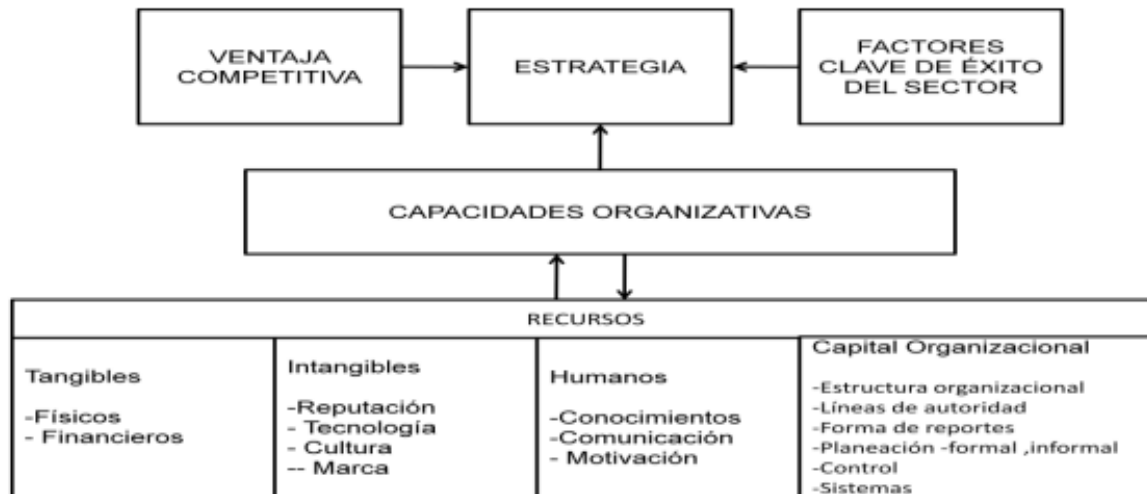 VENTAJA
COMPETITIVA
ESTRATEGIA
FACTORES
CLAVE DE ÉXITO
DEL SECTOR
CAPACIDADES ORGANIZATIVAS
RECURSOS
Tangibles
-Físicos
- Financieros
Intangibles
-Reputación
- Tecnología
- Cultura
-- Marca
Humanos
-Conocimientos
-Comunicación
- Motivación
Capital Organizacional
-Estructura organizacional
-Líneas de autoridad
-Forma de reportes
-Planeación -formal ,informal
-Control
-Sistemas